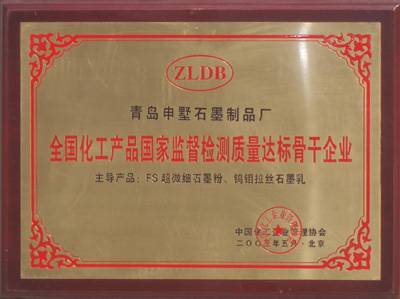 ZLDB
青岛申墅石墨制品厂
全国化工产品国家监督检测质量达标骨干企业
主导产品：FS超微细石墨粉、钨钼拉丝石墨乳
中国化工企业管理协会
二〇〇五年五月·北京